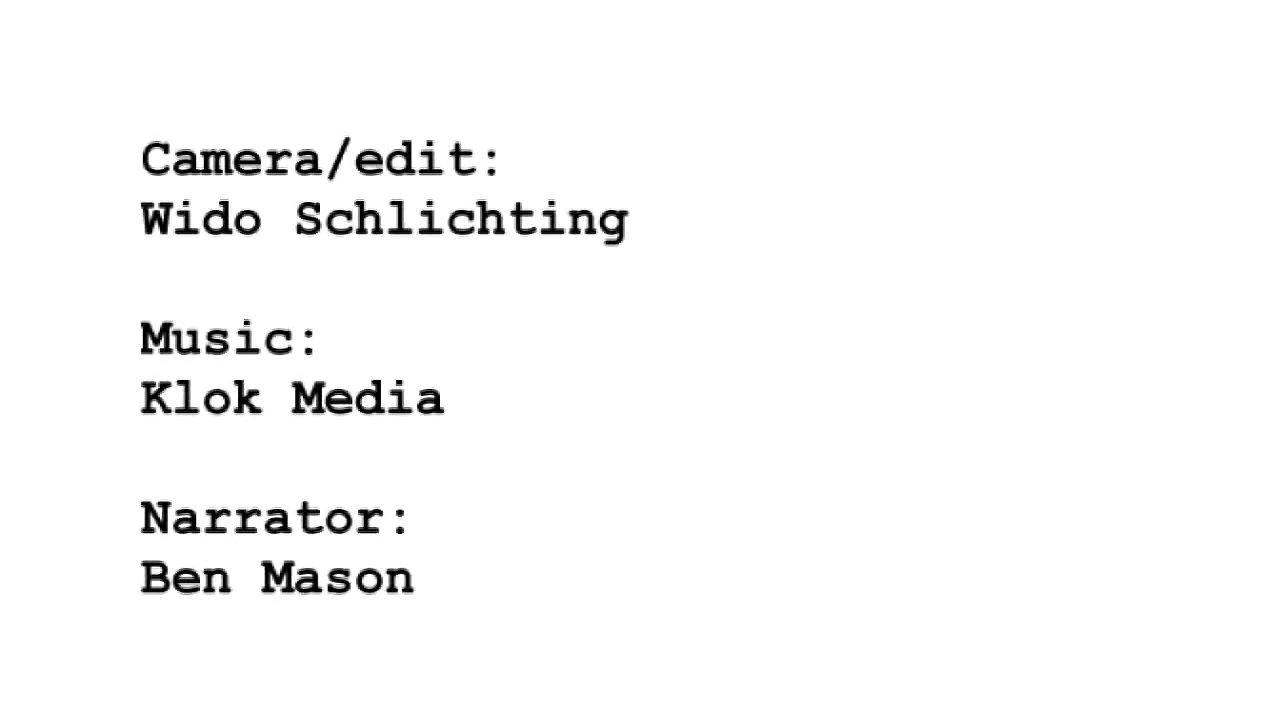 Camera/edit:
Wido Schlichting
Music:
Klok Media
Narrator:
Ben Mason